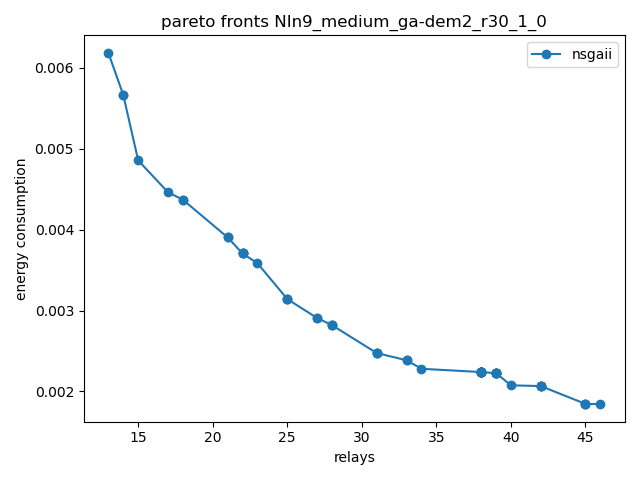 pareto fronts NIn9_medium_ga-dem2_r30_1_0
nsgaii
energy consumption
0.006
0.005
0.004
0.003
0.002
15 20 25 30 35 40 45
relays